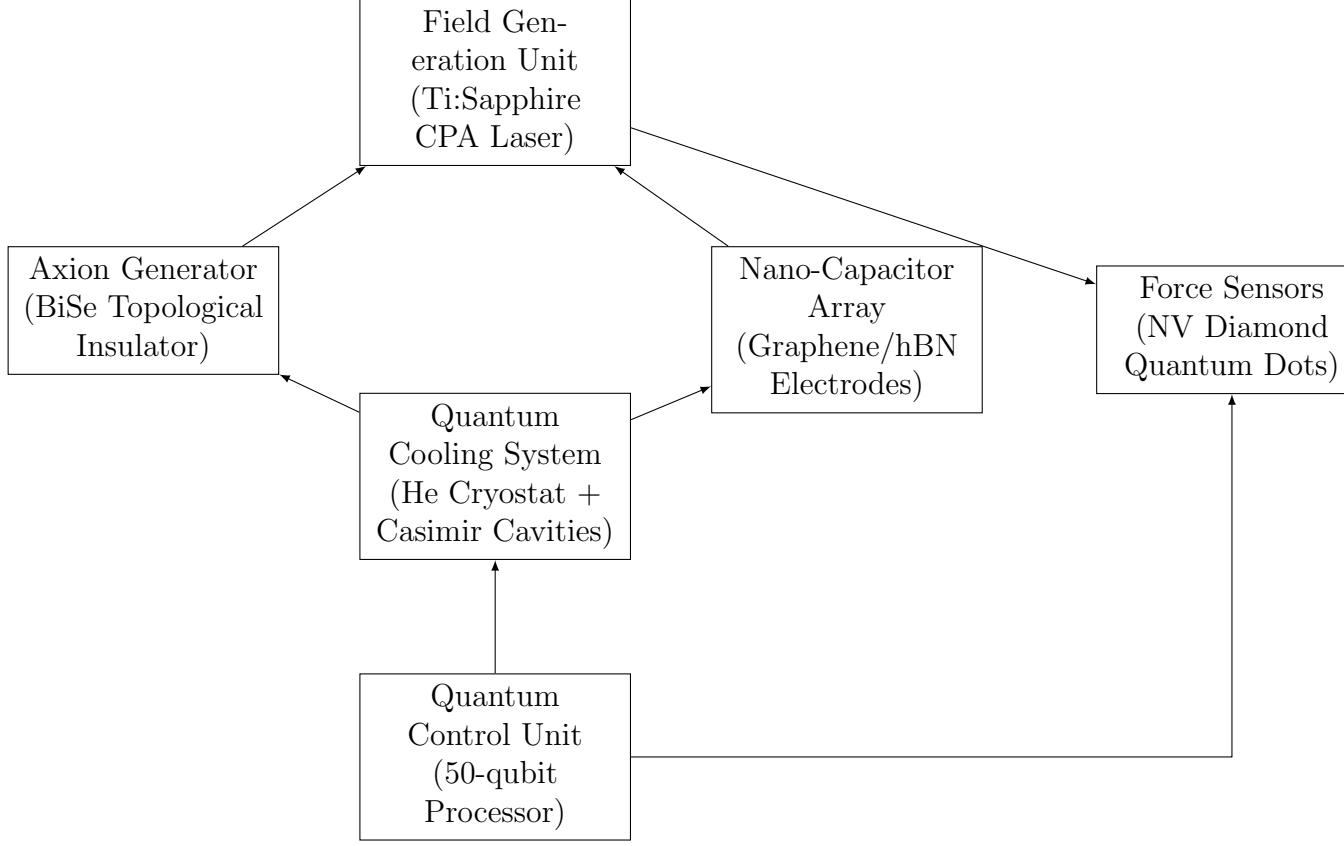 Field Gen-
eration Unit
(Ti:Sapphire
CPA Laser)
Axion Generator
(BiSe Topological
Insulator)
Nano-Capacitor
Array
(Graphene/hBN
Electrodes)
Force Sensors
(NV Diamond
Quantum Dots)
Quantum
Cooling System
(He Cryostat +
Casimir Cavities)
Quantum
Control Unit
(50-qubit
Processor)